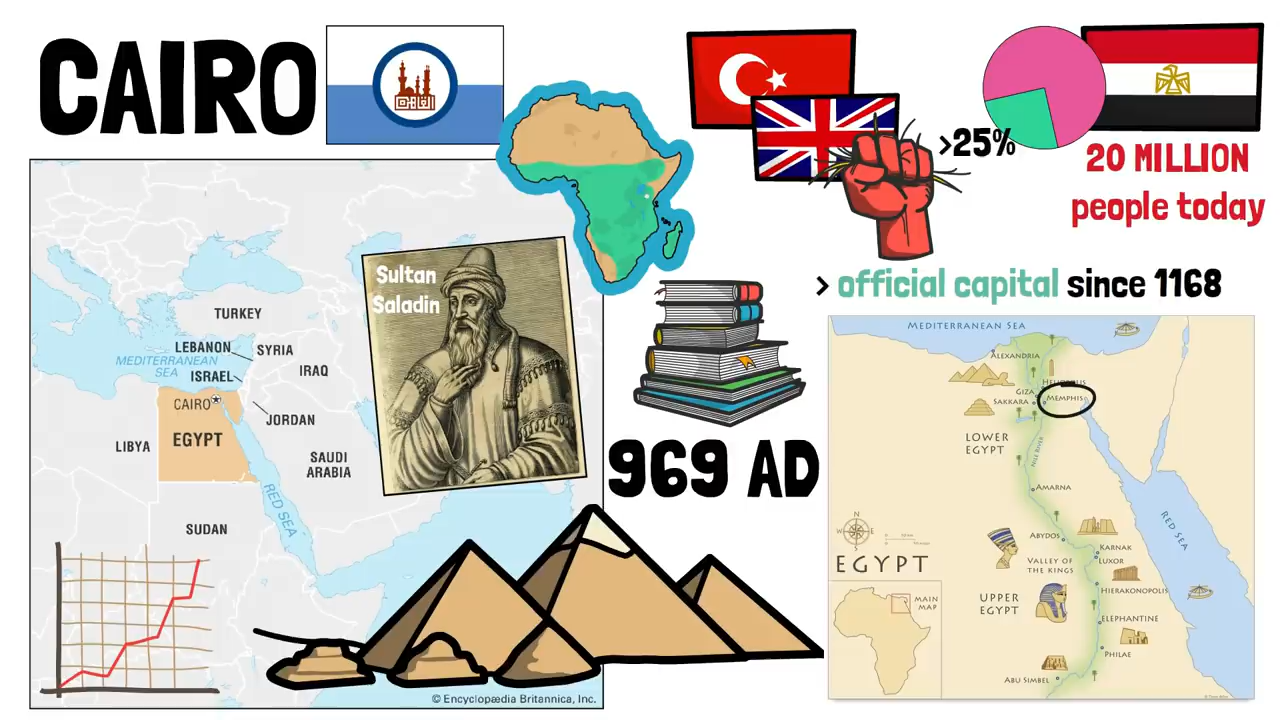 CAIRO
>25%
20 MILLION
people today
> official capital since 1168
Sultan
Saladin
969 AD
TURKEY
LEBANON
SYRIA
MEDITERRANEAN
SEA
ISRAEL
IRAQ
CAIRO
JORDAN
EGYPT
LIBYA
SAUDI
ARABIA
RED SEA
SUDAN
© Encyclopædia Britannica, Inc.
MEDITERRANEAN SEA
ALEXANDRIA
GIZA
SAKKARA
MEMPHIS
LOWER
EGYPT
NILE RIVER
AMARNA
N
W
E
S
EGYPT
ABYDOS
KARNAK
LUXOR
VALLEY OF
THE KINGS
RED SEA
HIERAKONOPOLIS
UPPER
EGYPT
MAIN
MAP
ELEPHANTINE
PHILAE
ABU SIMBEL